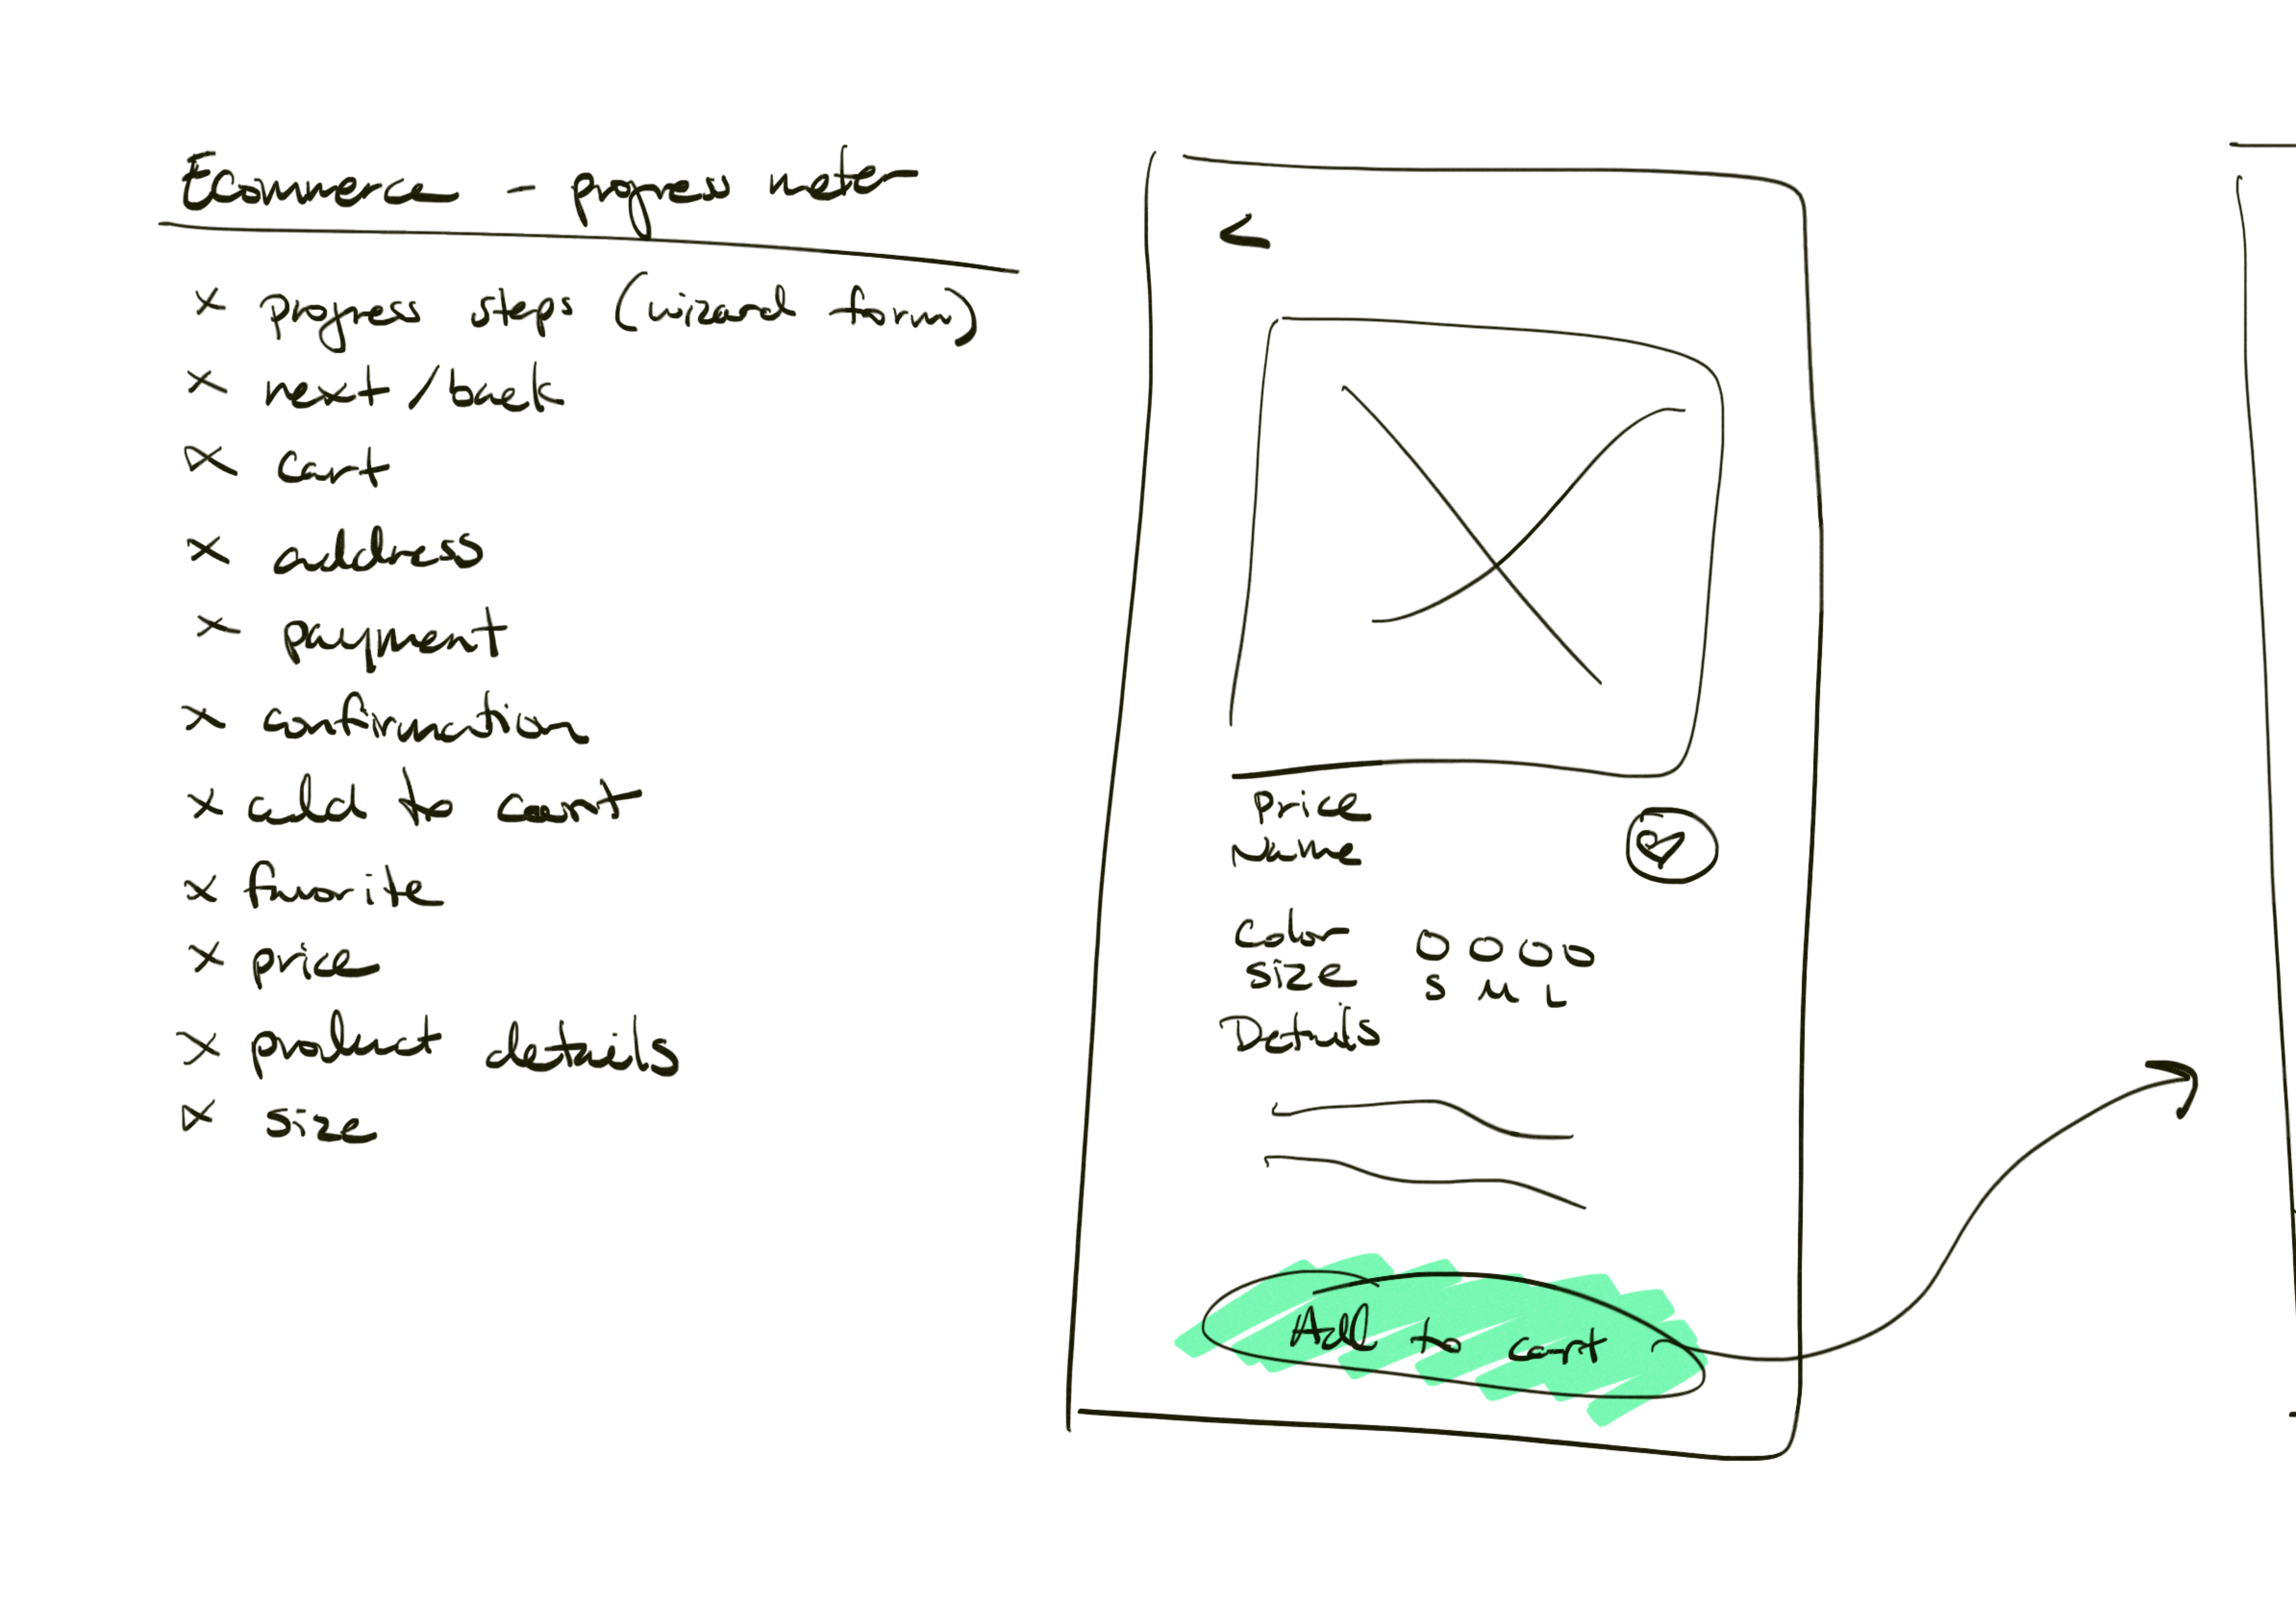 Ecommerce - progress meter
x progress steps (wizard form)
x next/back
x cart
x address
x payment
x confirmation
x add to cart
x favorite
x price
x product details
x size
<
Price
Name
Color
Size S M L
Details
Add to cart